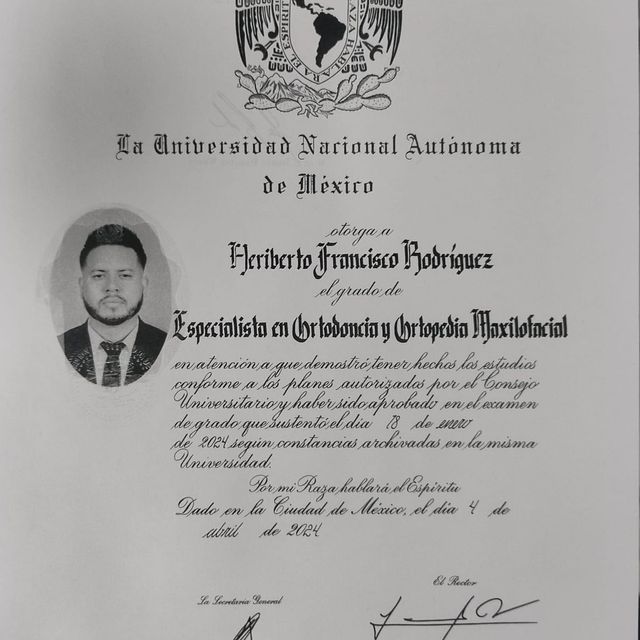 ESPIRIT
RAZA HABLARA E
La Universidad Nacional Autónoma
de México
otorga a
Heriberto Francisco Rodríguez
el grado de
Especialista en Ortodoncia y Ortopedia Maxilofacial
en atención a que demostró tener hechos los estudios
conforme a los planes autorizados por el Consejo
Universitario y haber sido aprobado en el examen
de grado que sustentó el día 18 de enero
de 2024 según constancias archivadas en la misma
Universidad.
Por mi Raza hablará el Espíritu
Dado en la Ciudad de México, el día 4 de
abril de 2024
El Rector
La Secretaria General